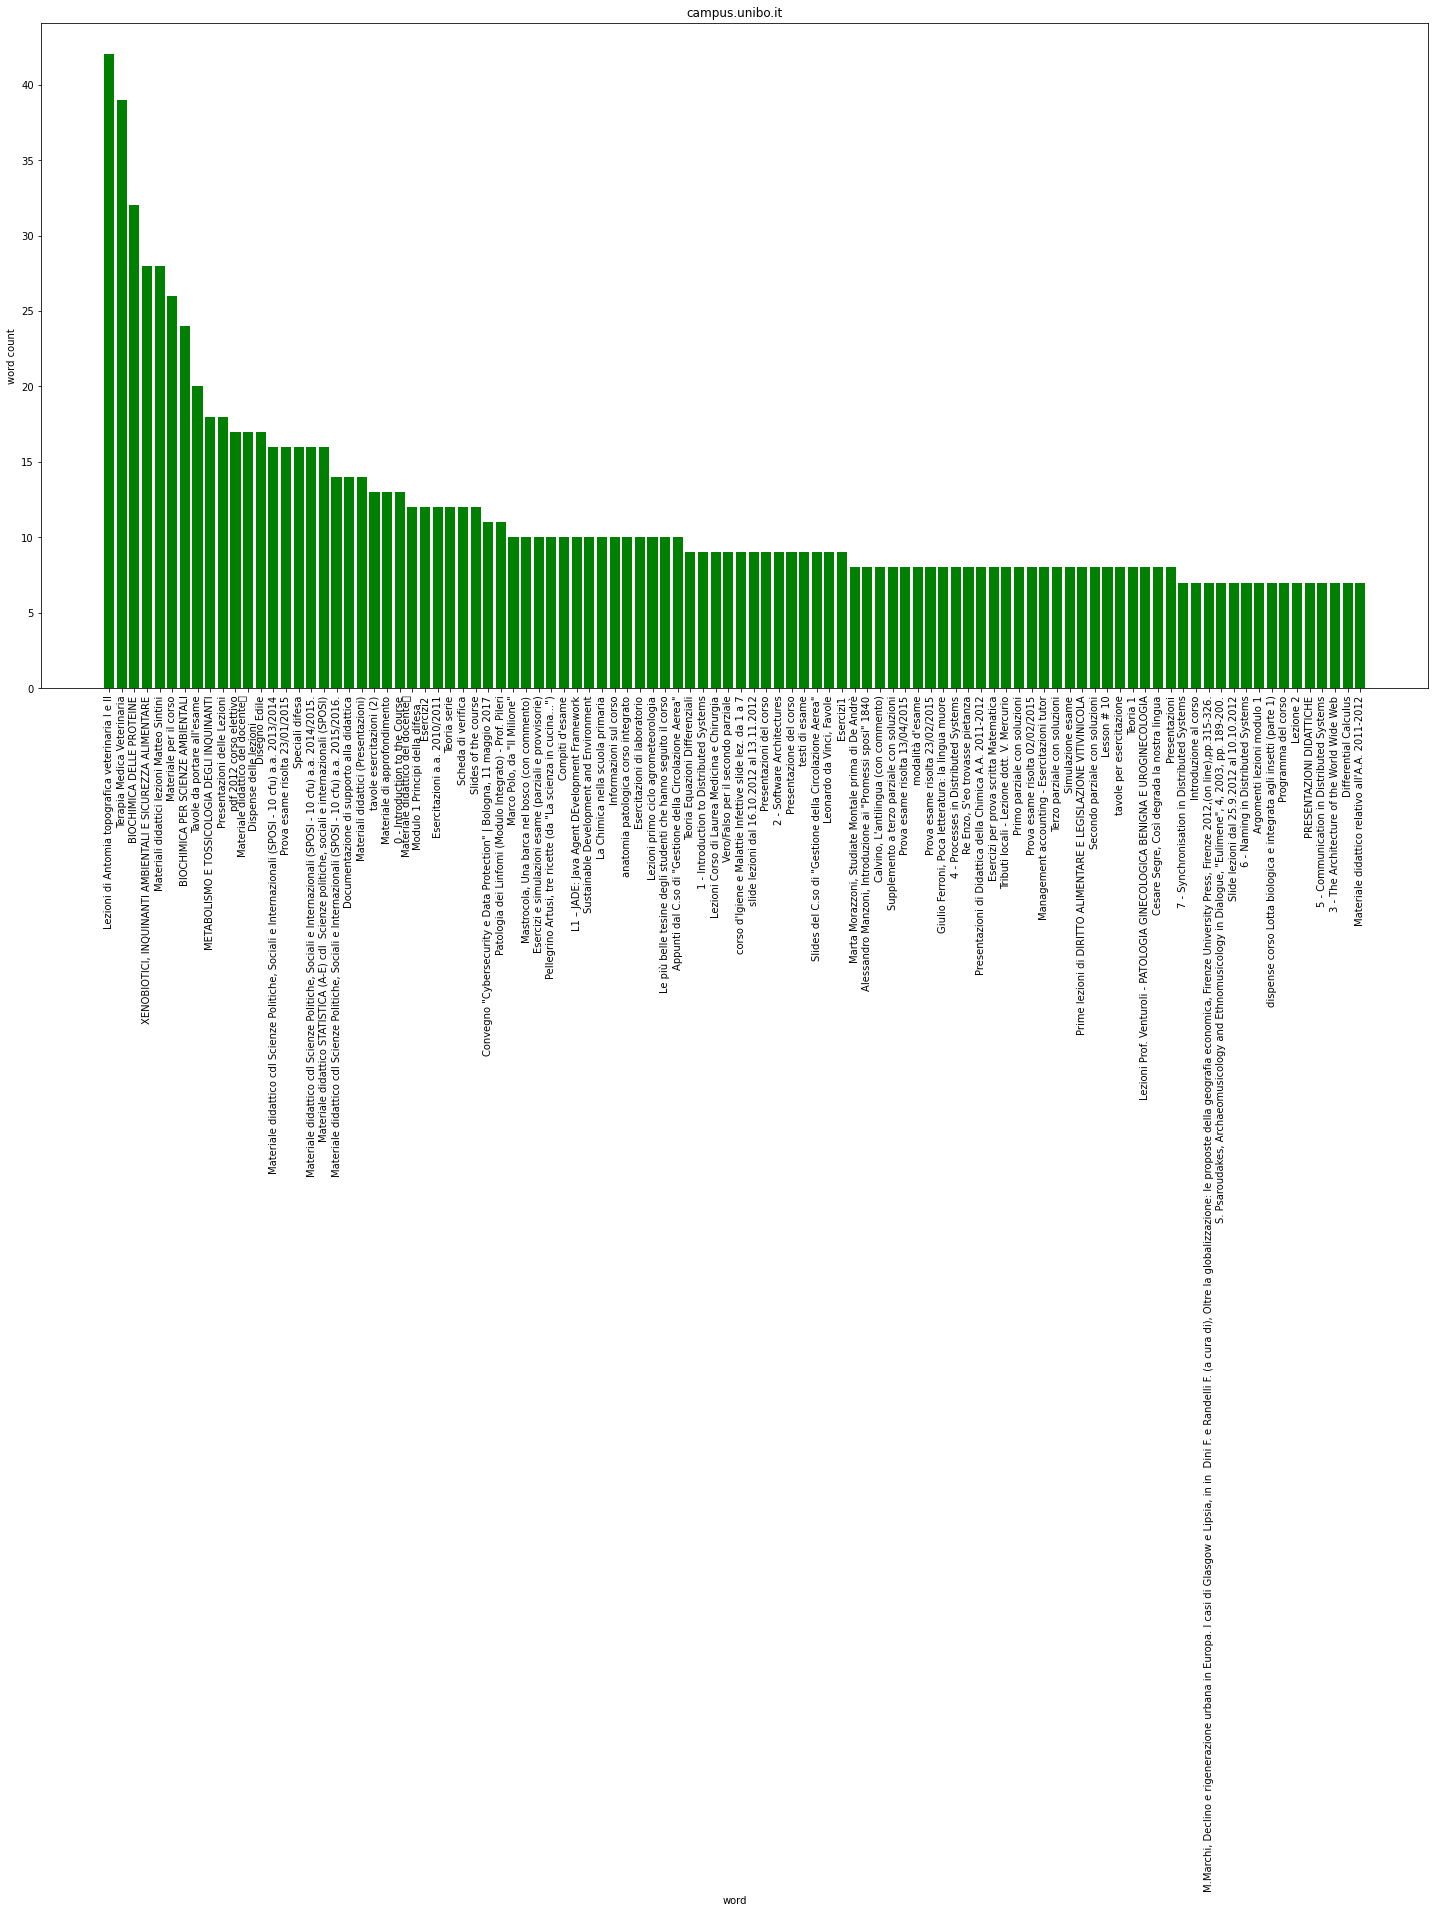 campus.unibo.it
word count
40
35
30
25
20
15
10
5
0
Lezioni di Antomia topografica veterinaria I e II
Terapia Medica Veterinaria
BIOCHIMICA DELLE PROTEINE
XENOBIOTICI, INQUINANTI AMBIENTALI E SICUREZZA ALIMENTARE
Materiali didattici lezioni Matteo Sintini
Materiale per il corso
BIOCHIMICA PER SCIENZE AMBIENTALI
Tavole da portare all'esame
METABOLISMO E TOSSICOLOGIA DEGLI INQUINANTI
Presentazioni delle Lezioni
pdf 2012 corso elettivo
Materiale didattico del docente
Dispense delle lezioni
Disegno Edile
Materiale didattico cdl Scienze Politiche, Sociali e Internazionali (SPOSI - 10 cfu) a.a. 2013/2014
Prova esame risolta 23/01/2015
Speciali difesa
Materiale didattico cdl Scienze Politiche, Sociali e Internazionali (SPOSI - 10 cfu) a.a. 2014/2015.
Materiale didattico STATISTICA (A-E) cdl  Scienze politiche, sociali e internazionali (SPOSI)
Materiale didattico cdl Scienze Politiche, Sociali e Internazionali (SPOSI - 10 cfu) a.a. 2015/2016.
Documentazione di supporto alla didattica
Materiali didattici (Presentazioni)
tavole esercitazioni (2)
Materiale di approfondimento
0 - Introduction to the Course
Materiale didattico del docente
Modulo 1 Principi della difesa
Esercizi2
Esercitazioni a.a. 2010/2011
Teoria serie
Scheda di verifica
Slides of the course
Convegno "Cybersecurity e Data Protection" | Bologna, 11 maggio 2017
Patologia dei Linfomi (Modulo Integrato) - Prof. Pileri
Marco Polo, da "Il Milione"
Mastrocola, Una barca nel bosco (con commento)
Esercizi e simulazioni esame (parziali e provvisorie)
Pellegrino Artusi, tre ricette (da "La scienza in cucina...")
Compiti d'esame
L1 – JADE: Java Agent DEvelopment Framework
Sustainable Development and Environment
La Chimica nella scuola primaria
Informazioni sul corso
anatomia patologica corso integrato
Esercitazioni di laboratorio
Lezioni primo ciclo agrometeorologia
Le più belle tesine degli studenti che hanno seguito il corso
Appunti dal C.so di "Gestione della Circolazione Aerea"
Teoria Equazioni Differenziali
1 - Introduction to Distributed Systems
Lezioni Corso di Laurea Medicina e Chirurgia
Vero/Falso per il secondo parziale
corso d'Igiene e Malattie Infettive slide lez. da 1 a 7
slide lezioni dal 16.10.2012 al 13.11 2012
Presentazioni del corso
2 - Software Architectures
Presentazione del corso
testi di esame
Slides del C.so di "Gestione della Circolazione Aerea"
Leonardo da Vinci, Favole
Esercizi1
Marta Morazzoni, Studiate Montale prima di De André
Alessandro Manzoni, Introduzione ai "Promessi sposi" 1840
Calvino, L'antilingua (con commento)
Supplemento a terzo parziale con soluzioni
Prova esame risolta 13/04/2015
modalità d'esame
Prova esame risolta 23/02/2015
Giulio Ferroni, Poca letteratura: la lingua muore
4 - Processes in Distributed Systems
Re Enzo, S'eo trovasse pietanza
Presentazioni di Didattica della Chimica A.A. 2011-2012
Esercizi per prova scritta Matematica
Tributi locali - Lezione dott. V. Mercurio
Primo parziale con soluzioni
Prova esame risolta 02/02/2015
Management accounting - Esercitazioni tutor
Terzo parziale con soluzioni
Simulazione esame
Prime lezioni di DIRITTO ALIMENTARE E LEGISLAZIONE VITIVINICOLA
Secondo parziale con soluzioni
Lesson # 10
tavole per esercitazione
Teoria 1
Lezioni Prof. Venturoli - PATOLOGIA GINECOLOGICA BENIGNA E UROGINECOLOGIA
Cesare Segre, Così degrada la nostra lingua
Presentazioni
7 - Synchronisation in Distributed Systems
Introduzione al corso
M.Marchi, Declino e rigenerazione urbana in Europa. I casi di Glasgow e Lipsia, in in  Dini F. e Randelli F. (a cura di), Oltre la globalizzazione: le proposte della geografia economica, Firenze University Press, Firenze 2012,(on line),pp.315-326.
S. Psaroudakes, Archaeomusicology and Ethnomusicology in Dialogue, "Eulimene", 4, 2003, pp. 189-200.
Slide lezioni dal 25.9.2012 al 10.10.2012
6 - Naming in Distributed Systems
Argomenti lezioni modulo 1
dispense corso Lotta biologica e integrata agli insetti (parte 1)
Programma del corso
Lezione 2
PRESENTAZIONI DIDATTICHE
5 - Communication in Distributed Systems
3 - The Architecture of the World Wide Web
Differential Calculus
Materiale didattico relativo all'A.A. 2011-2012
word